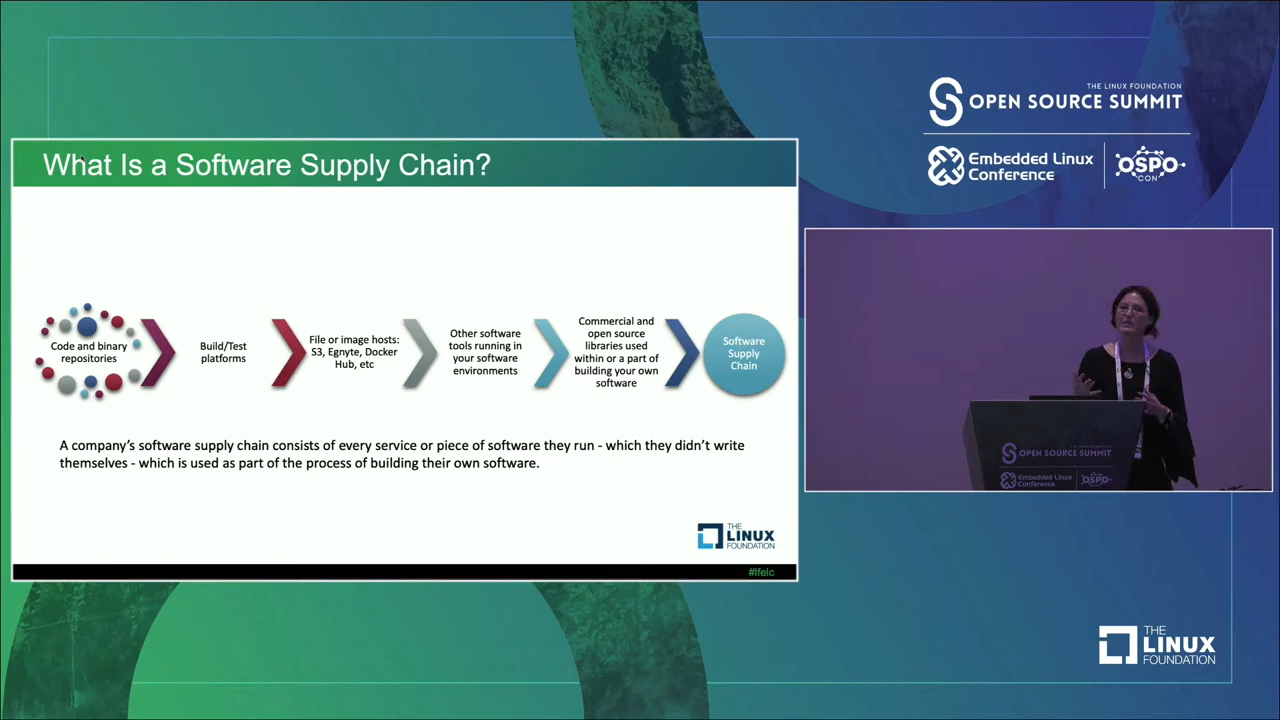 THE LINUX FOUNDATION
OPEN SOURCE SUMMIT
Embedded Linux
Conference
OSPO
CON
What Is a Software Supply Chain?
Code and binary
repositories
Build/Test
platforms
File or image hosts:
S3, Egnyte, Docker
Hub, etc
Other software
tools running in
your software
environments
Commercial and
open source
libraries used
within or a part of
building your own
software
Software
Supply
Chain
A company's software supply chain consists of every service or piece of software they run - which they didn't write
themselves - which is used as part of the process of building their own software.
THE
LINUX
FOUNDATION
#lfelc
OPEN SOURCE SUMMIT
Embedded Linux
Conference
OSPO
CON
THE
LINUX
FOUNDATION